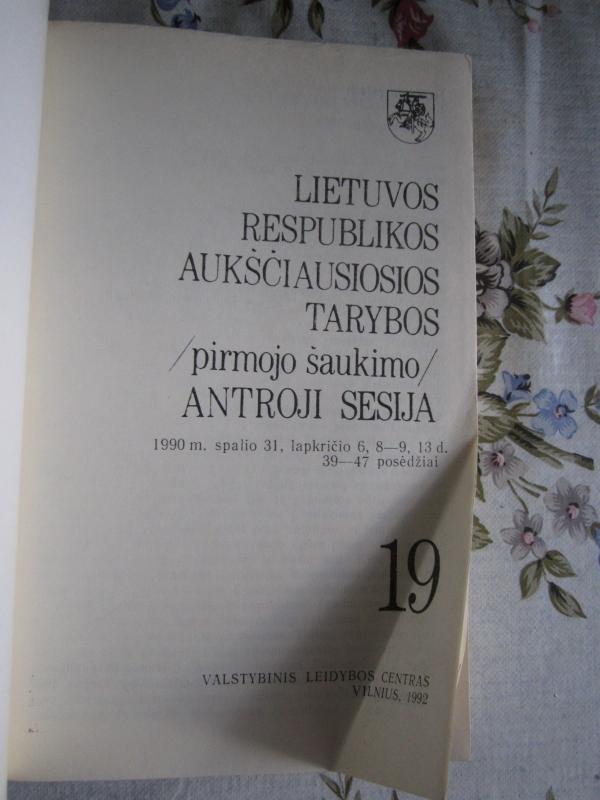 LIETUVOS
RESPUBLIKOS
AUKŠČIAUSIOSIOS
TARYBOS
/pirmojo šaukimo/
ANTROJI SESIJA
1990 m. spalio 31, lapkričio 6, 8—9, 13 d.
39—47 posėdžiai
19
VALSTYBINIS LEIDYBOS CENTRAS
VILNIUS, 1992